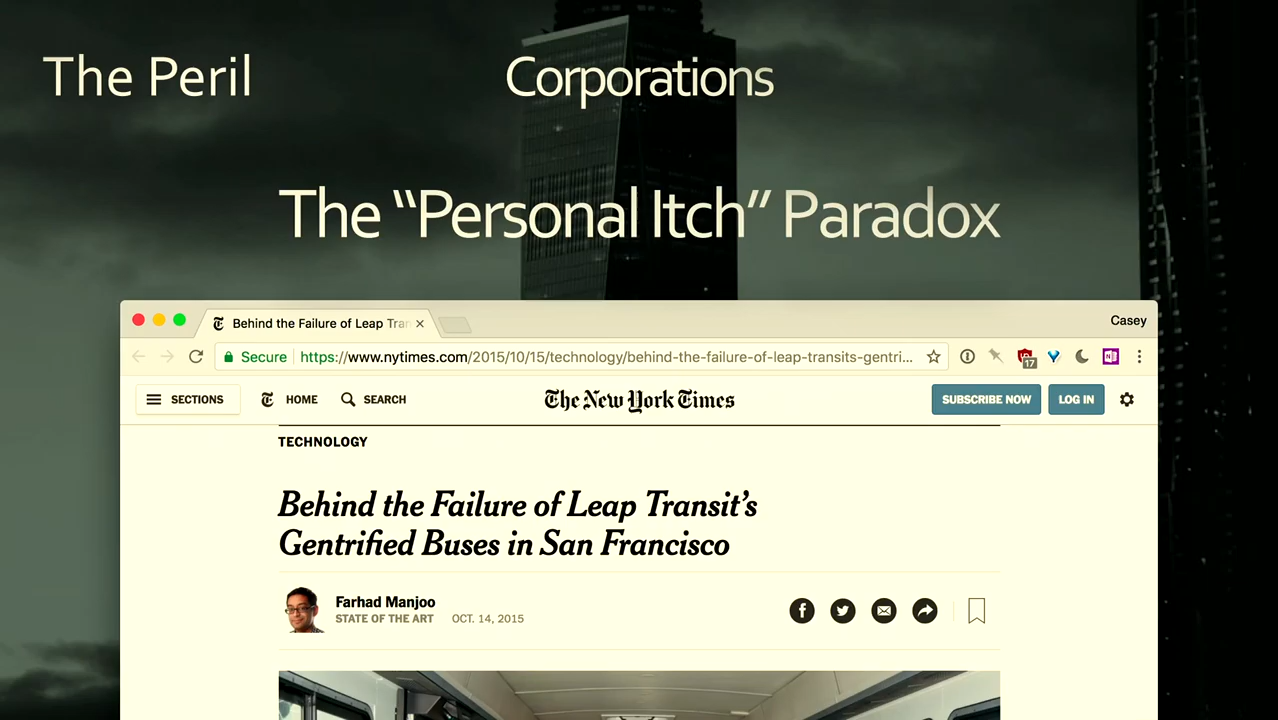 The Peril
Corporations
The “Personal Itch” Paradox
Behind the Failure of Leap Tran
Casey
Secure
https://www.nytimes.com/2015/10/15/technology/behind-the-failure-of-leap-transits-gentri...
17
SECTIONS
HOME
SEARCH
The New York Times
SUBSCRIBE NOW
LOG IN
TECHNOLOGY
Behind the Failure of Leap Transit’s
Gentrified Buses in San Francisco
Farhad Manjoo
STATE OF THE ART
OCT. 14, 2015